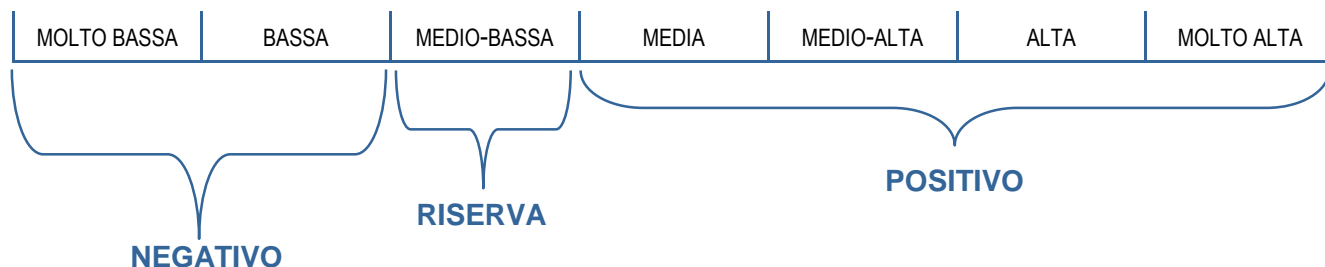 MOLTO BASSA BASSA MEDIO-BASSA MEDIA MEDIO-ALTA ALTA MOLTO ALTA
POSITIVO
RISERVA
NEGATIVO